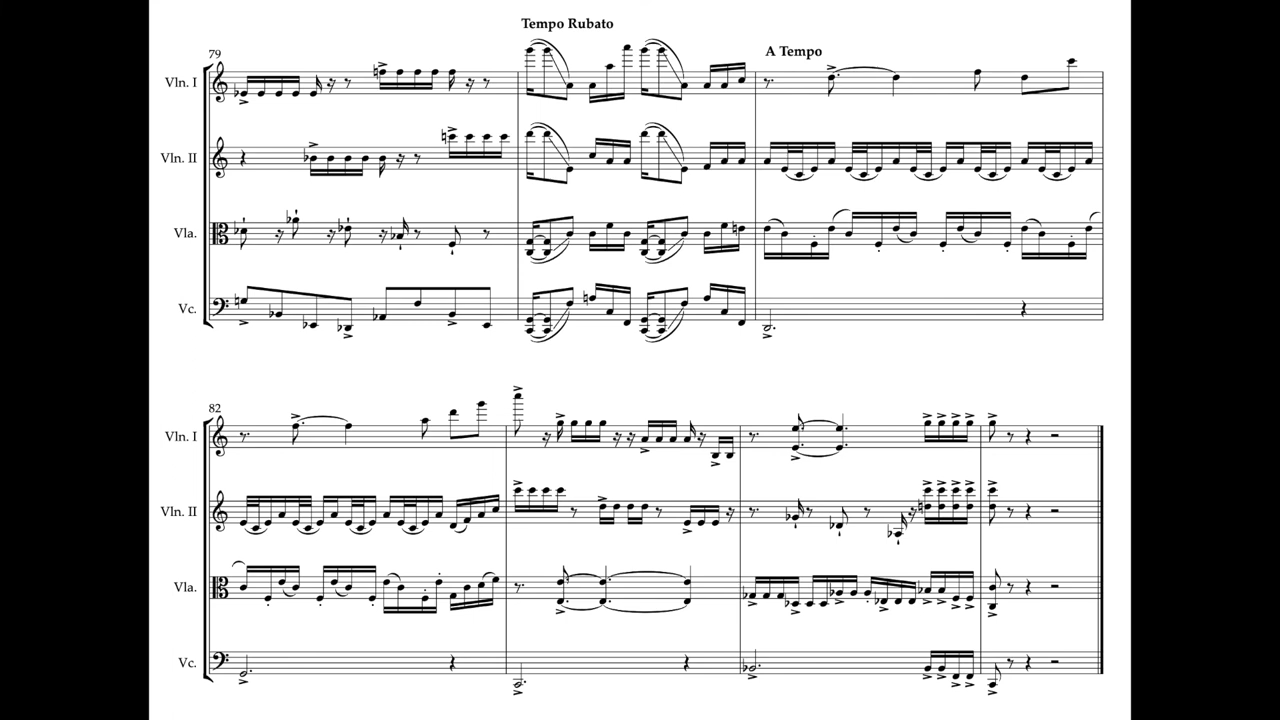 Tempo Rubato
79
A Tempo
Vln. I
Vln. II
Vla.
Vc.
82
Vln. I
Vln. II
Vla.
Vc.